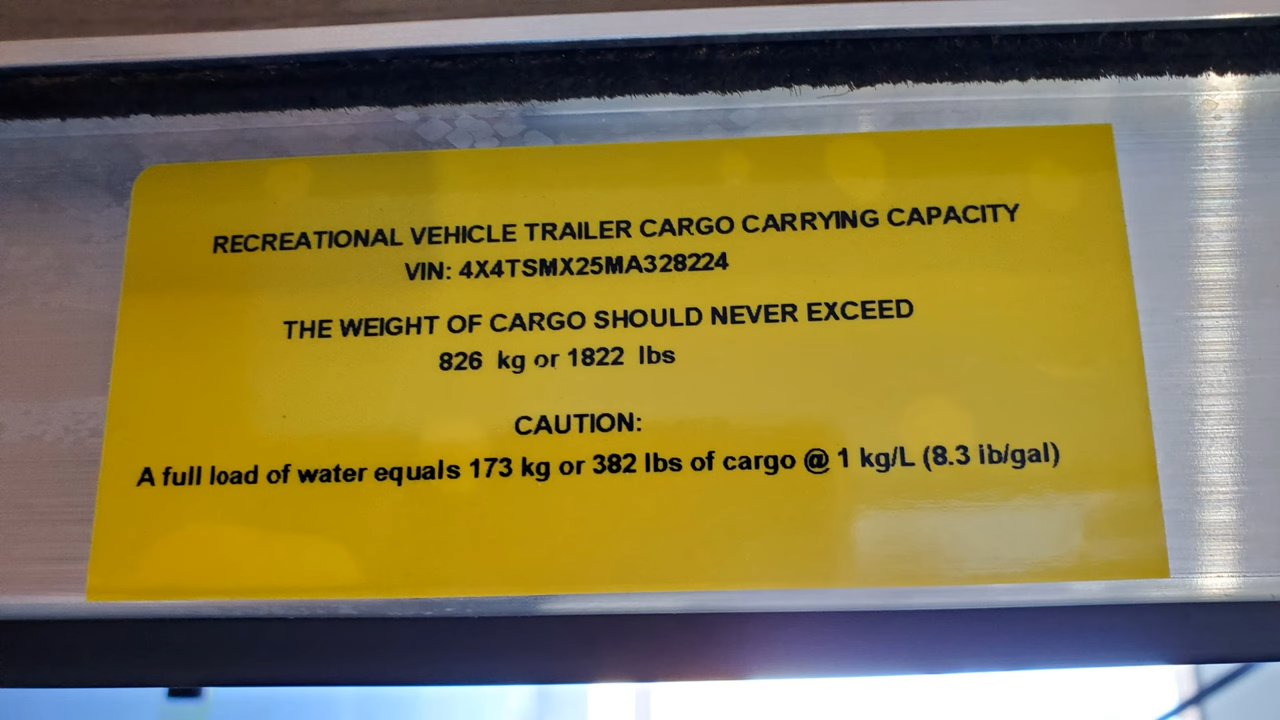 RECREATIONAL VEHICLE TRAILER CARGO CARRYING CAPACITY
VIN: 4X4TSMX25MA328224
THE WEIGHT OF CARGO SHOULD NEVER EXCEED
826 kg or 1822 lbs
CAUTION:
A full load of water equals 173 kg or 382 lbs of cargo @ 1 kg/L (8.3 ib/gal)